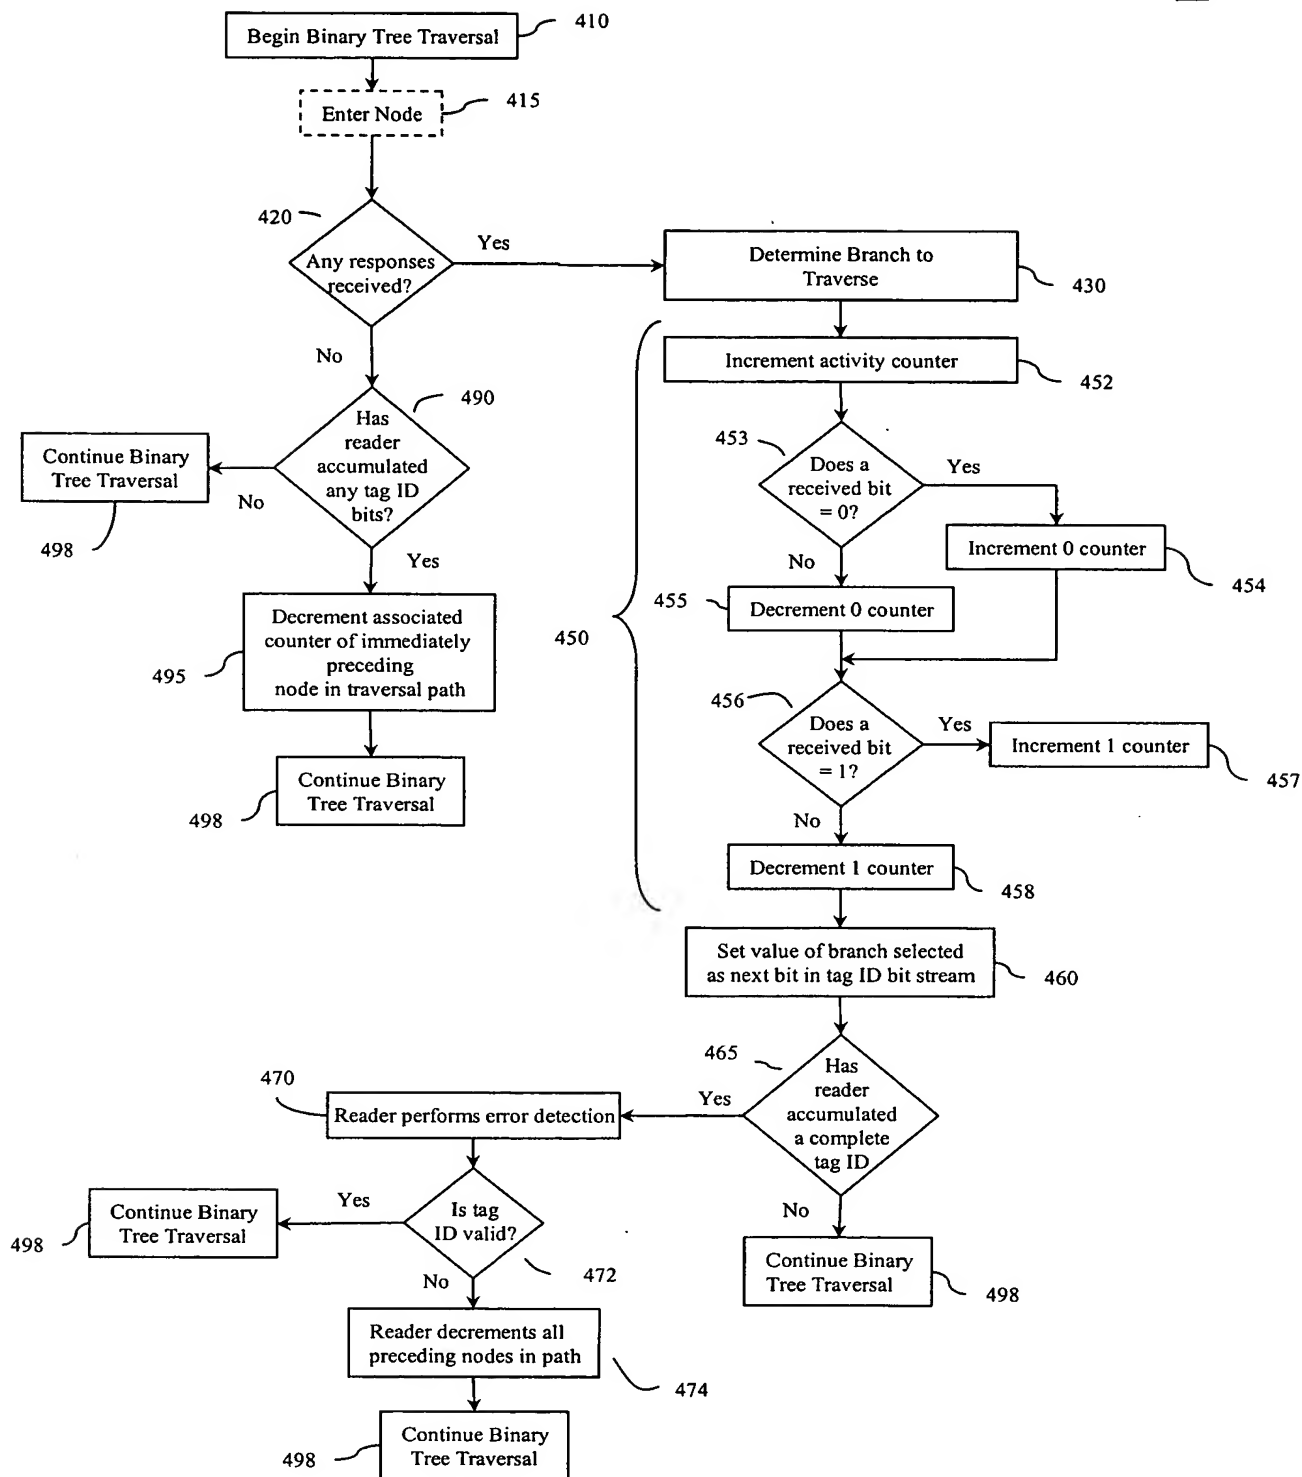 Begin Binary Tree Traversal
410
Enter Node
415
420
Any responses
received?
Yes
No
Determine Branch to
Traverse
430
Increment activity counter
452
490
Has
reader
accumulated
any tag ID
bits?
No
Yes
Continue Binary
Tree Traversal
498
453
Does a
received bit
= 0?
Yes
No
Increment 0 counter
454
455
Decrement 0 counter
450
Decrement associated
counter of immediately
preceding
node in traversal path
495
456
Does a
received bit
= 1?
Yes
No
Increment 1 counter
457
Continue Binary
Tree Traversal
498
Decrement 1 counter
458
Set value of branch selected
as next bit in tag ID bit stream
460
465
Has
reader
accumulated
a complete
tag ID
Yes
No
470
Reader performs error detection
Is tag
ID valid?
472
Yes
No
Continue Binary
Tree Traversal
498
Continue Binary
Tree Traversal
498
Reader decrements all
preceding nodes in path
474
Continue Binary
Tree Traversal
498